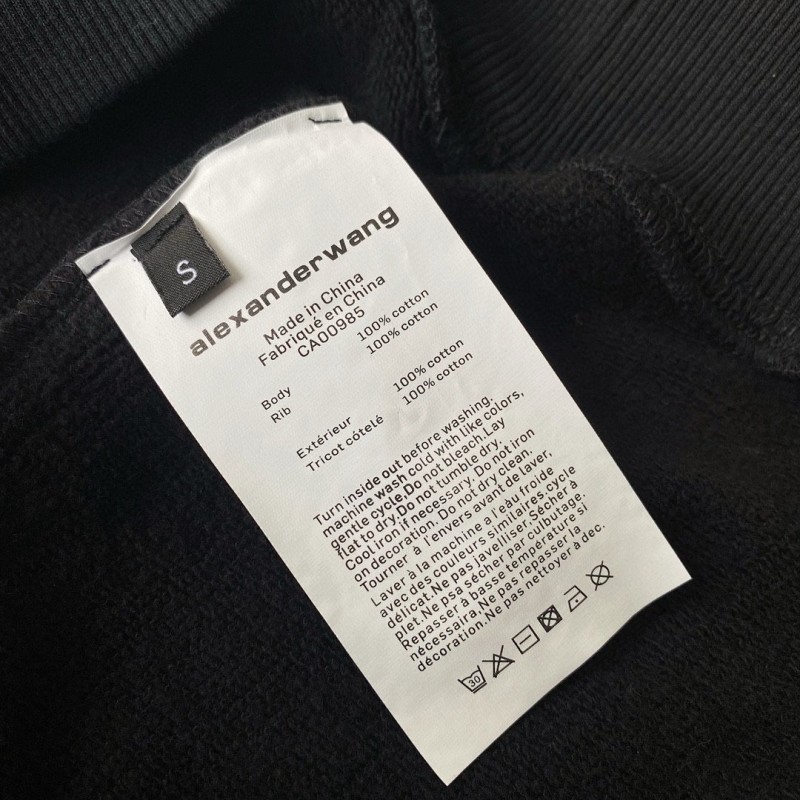 S
alexanderwang
Made in China
Fabriqué en China
CA00985
Body 100% cotton
Rib 100% cotton
Extérieur 100% cotton
Tricot côtelé 100% cotton
Turn inside out before washing,
machine wash cold with like colors,
gentle cycle,Do not bleach.Lay
flat to dry,Do not tumble dry.
Cool iron,if necessary. Do not iron
on decoration. Do not dry clean.
Tourner à l'envers avant de laver,
Laver à la machine a l'eau froide
avec des couleurs similaires,cycle
délicat.Ne pas javelliser.Sécher à
plet.Ne psa sécher par culbutage.
Repasser à basse température si
nécessaira,Ne pas repasser la
décoration.Ne pas nettoyer à dec.
30